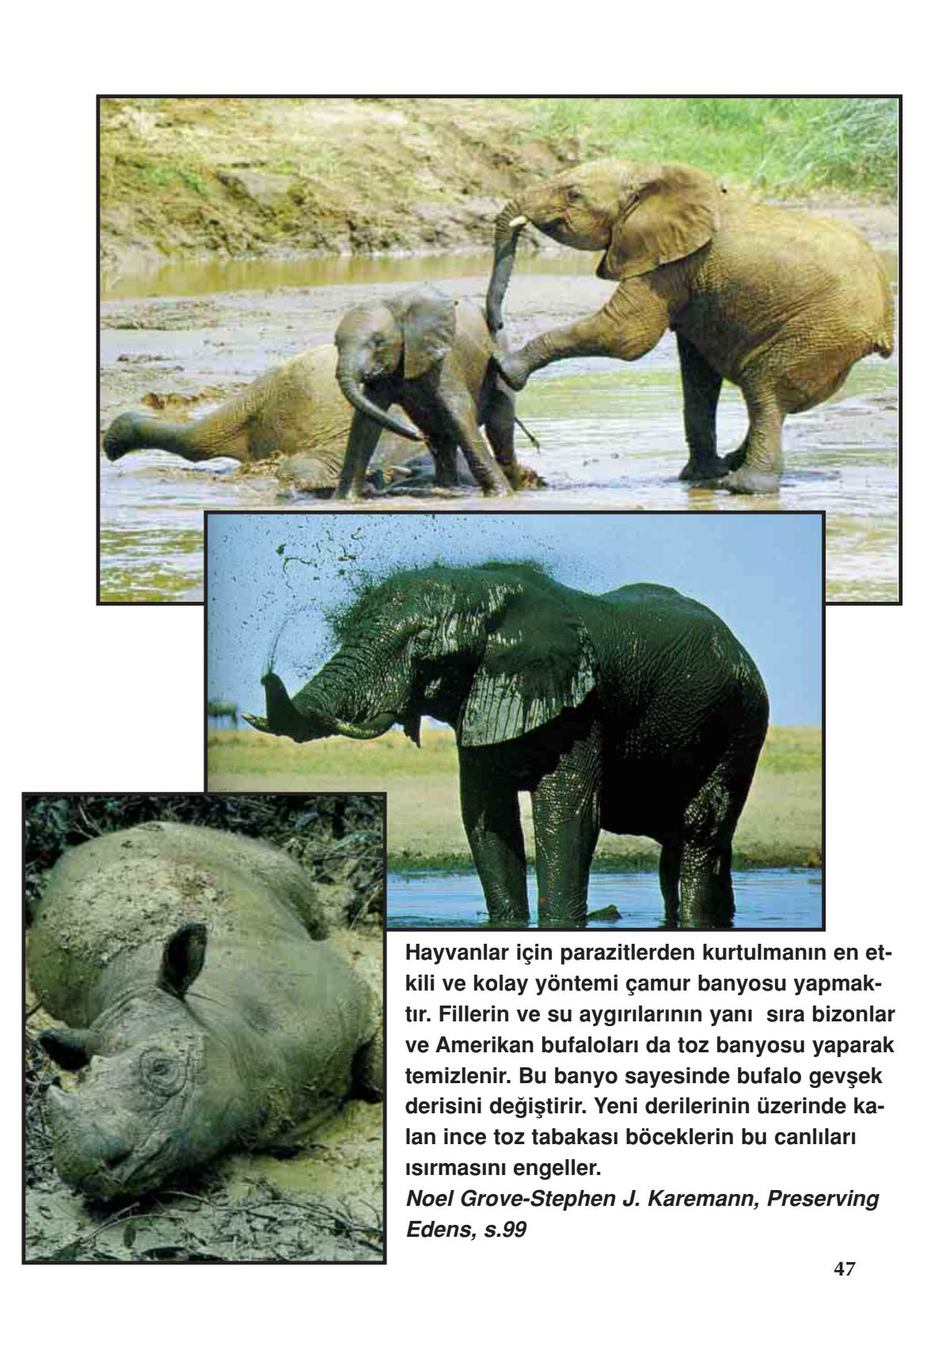 Hayvanlar için parazitlerden kurtulmanın en et-
kili ve kolay yöntemi çamur banyosu yapmak-
tır. Fillerin ve su aygırılarının yanı  sıra bizonlar
ve Amerikan bufaloları da toz banyosu yaparak
temizlenir. Bu banyo sayesinde bufalo gevşek
derisini değiştirir. Yeni derilerinin üzerinde ka-
lan ince toz tabakası böceklerin bu canlıları
ısırmasını engeller.
Noel Grove-Stephen J. Karemann, Preserving
Edens, s.99
47